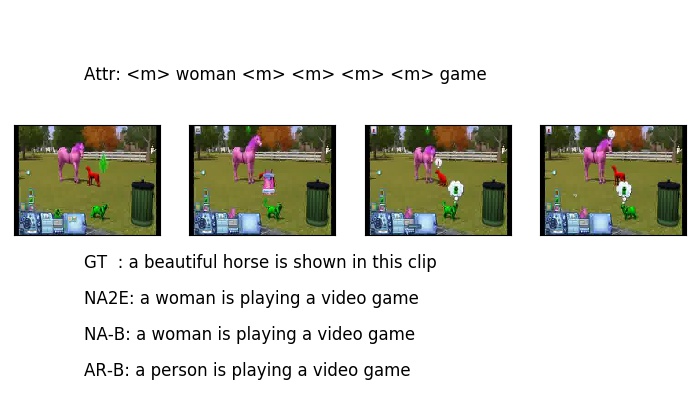 Attr: <m> woman <m> <m> <m> <m> game
GT  : a beautiful horse is shown in this clip
NA2E: a woman is playing a video game
NA-B: a woman is playing a video game
AR-B: a person is playing a video game